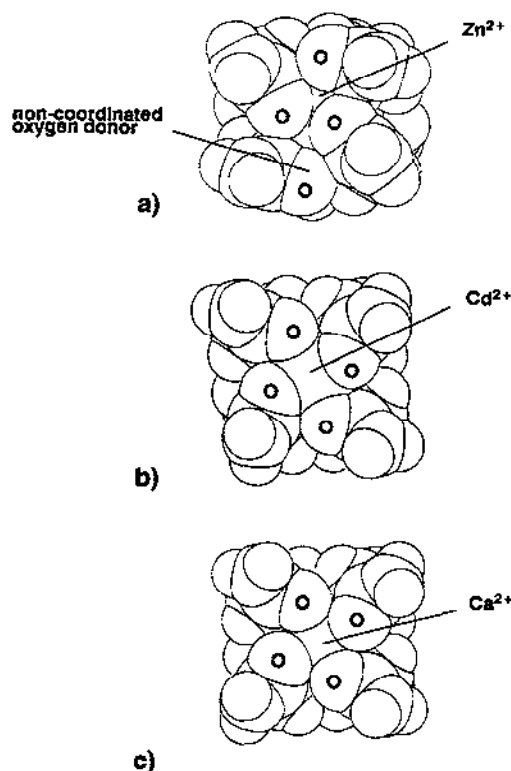 Zn²⁺
O
non-coordinated
oxygen donor
O
O
O
a)
O
Cd²⁺
O
O
O
b)
O
Ca²⁺
O
O
O
c)